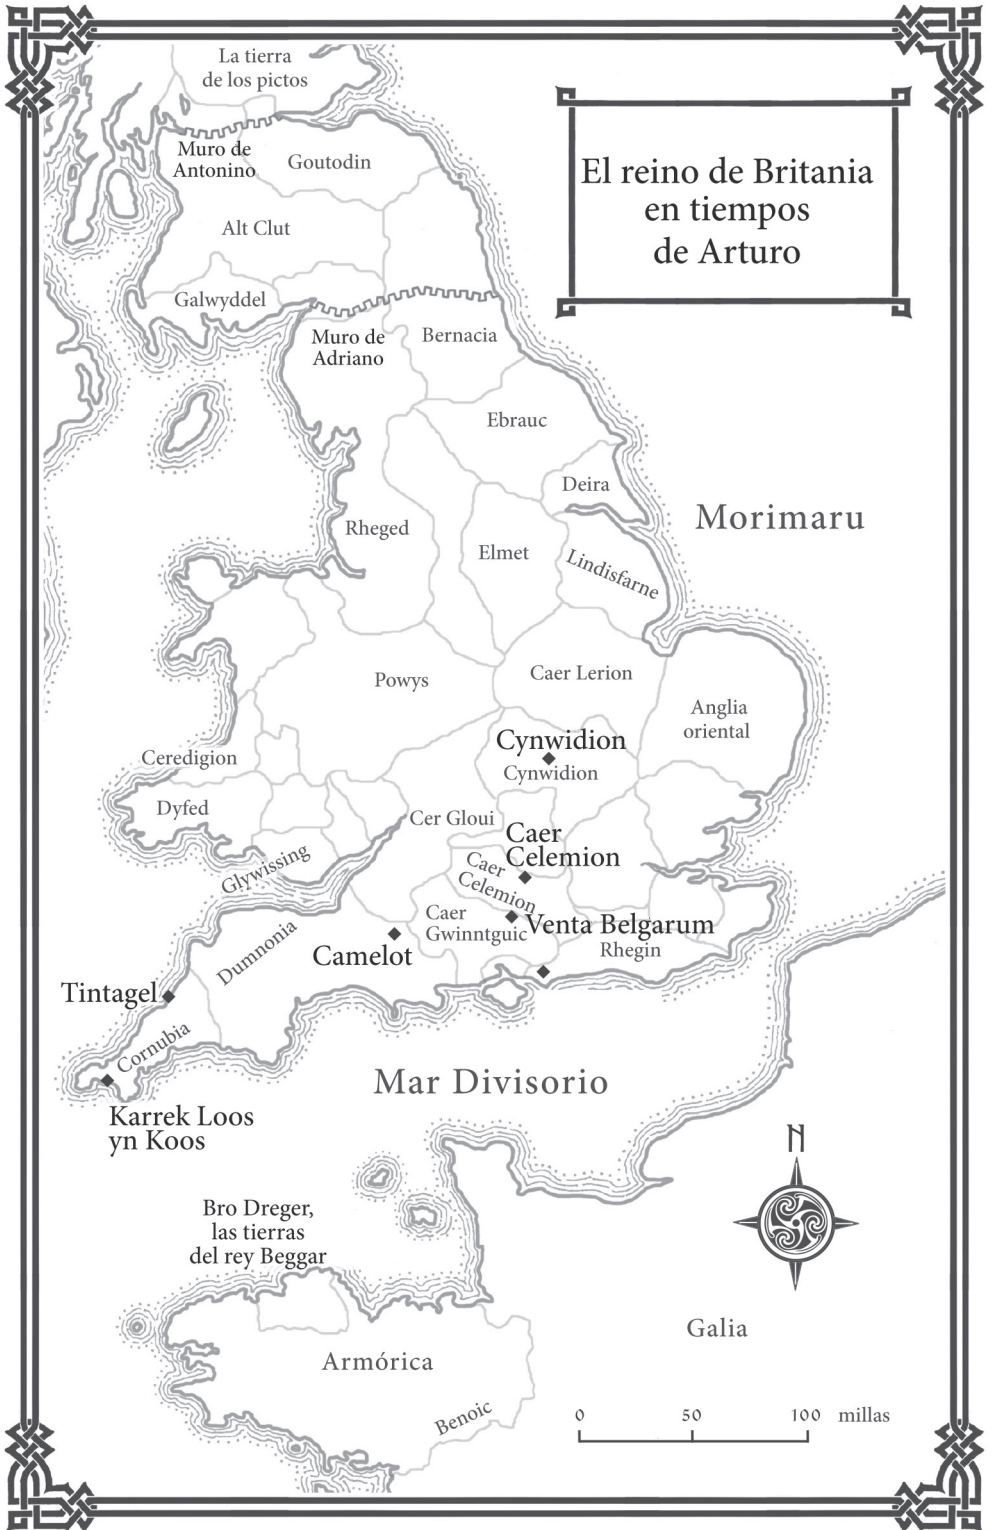 La tierra
de los pictos
Muro de
Antonino
Goutodin
El reino de Britania
en tiempos
de Arturo
Alt Clut
Galwyddel
Muro de
Adriano
Bernacia
Ebrauc
Deira
Morimaru
Rheged
Elmet
Lindisfarne
Powys
Caer Lerion
Anglia
oriental
Cynwidion
Cynwidion
Ceredigion
Dyfed
Cer Gloui
Caer
Celemion
Glywissing
Caer
Celemion
Caer
Gwinntguic
Venta Belgarum
Rhegin
Dumnonia
Camelot
Tintagel
Cornubia
Karrek Loos
yn Koos
Mar Divisorio
N
Bro Dreger,
las tierras
del rey Beggar
Galia
Armórica
Benoic
0 50 100 millas